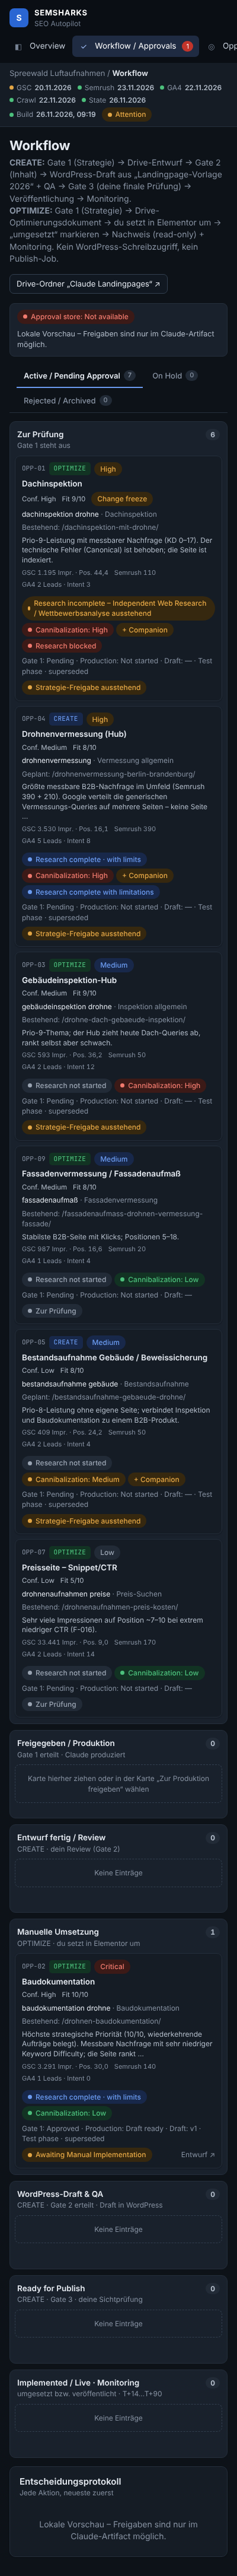 S
SEMSHARKS
SEO Autopilot
Overview
Workflow / Approvals 1
Opp
Spreewald Luftaufnahmen / Workflow
GSC 20.11.2026 Semrush 23.11.2026 GA4 22.11.2026
Crawl 22.11.2026 State 26.11.2026
Build 26.11.2026, 09:19 Attention
Workflow
CREATE: Gate 1 (Strategie) → Drive-Entwurf → Gate 2
(Inhalt) → WordPress-Draft aus „Vorlage Landingpage
2026“ + QA → Gate 3 (deine finale Prüfung) →
Veröffentlichung → Monitoring.
OPTIMIZE: Gate 1 (Strategie) → Drive-
Optimierungsdokument → du setzt in Elementor um →
„umgesetzt“ markieren → Nachweis (read-only) +
Monitoring. Kein WordPress-Schreibzugriff, kein
Publish-Job.
Drive-Ordner „Claude Landingpages“ ↗
Approval store: Not available
Lokale Vorschau – Freigaben sind nur im Claude-Artifact
möglich.
Active / Pending Approval 7
On Hold 0
Rejected / Archived 0
Zur Prüfung 6
Gate 1 steht aus
OPP-01 OPTIMIZE High
Dachinspektion
Conf. High Fit 9/10 Change freeze
dachinspektion drohne · Dachinspektion
Bestehend: /dachinspektion-mit-drohne/
Prio-9-Leistung mit messbarer Nachfrage (KD 0–17). Der
technische Fehler (Canonical) ist behoben; die Seite ist
indexiert.
GSC 1.195 Impr. · Pos. 44,4 Semrush 110
GA4 2 Leads · Intent 3
Research incomplete – Independent Web Research
/ Wettbewerbsanalyse ausstehend
Cannibalization: High
+ Companion
Research blocked
Gate 1: Pending · Production: Not started · Draft: — · Test
phase · superseded
Strategie-Freigabe ausstehend
OPP-04 CREATE High
Drohnenvermessung (Hub)
Conf. Medium Fit 8/10
drohnenvermessung · Vermessung allgemein
Geplant: /drohnenvermessung-berlin-brandenburg/
Größte messbare B2B-Nachfrage im Umfeld (Semrush
390 + 210). Google verteilt die generischen
Vermessungs-Queries auf mehrere Seiten – keine Seite
...
GSC 3.530 Impr. · Pos. 16,1 Semrush 390
GA4 5 Leads · Intent 8
Research complete · with limits
Cannibalization: High
+ Companion
Research complete with limitations
Gate 1: Pending · Production: Not started · Draft: — · Test
phase · superseded
Strategie-Freigabe ausstehend
OPP-03 OPTIMIZE Medium
Gebäudeinspektion-Hub
Conf. Medium Fit 9/10
gebäudeinspektion drohne · Inspektion allgemein
Bestehend: /drohne-dach-gebaeude-inspektion/
Prio-9-Thema; der Hub zieht heute Dach-Queries ab,
rankt selbst aber schwach.
GSC 593 Impr. · Pos. 36,2 Semrush 50
GA4 2 Leads · Intent 12
Research not started
Cannibalization: High
Gate 1: Pending · Production: Not started · Draft: — · Test
phase · superseded
Strategie-Freigabe ausstehend
OPP-09 OPTIMIZE Medium
Fassadenvermessung / Fassadenaufmaß
Conf. Medium Fit 8/10
fassadenaufmaß · Fassadenvermessung
Bestehend: /fassadenaufmass-drohnen-vermessung-
fassade/
Stabilste B2B-Seite mit Klicks; Positionen 5–18.
GSC 987 Impr. · Pos. 16,6 Semrush 20
GA4 1 Leads · Intent 4
Research not started
Cannibalization: Low
Gate 1: Pending · Production: Not started · Draft: —
Zur Prüfung
OPP-05 CREATE Medium
Bestandsaufnahme Gebäude / Beweissicherung
Conf. Low Fit 8/10
bestandsaufnahme gebäude · Bestandsaufnahme
Geplant: /bestandsaufnahme-gebaeude-drohne/
Prio-8-Leistung ohne eigene Seite; verbindet Inspektion
und Baudokumentation zu einem B2B-Produkt.
GSC 409 Impr. · Pos. 24,2 Semrush 50
GA4 2 Leads · Intent 4
Research not started
Cannibalization: Medium
+ Companion
Gate 1: Pending · Production: Not started · Draft: — · Test
phase · superseded
Strategie-Freigabe ausstehend
OPP-07 OPTIMIZE Low
Preisseite – Snippet/CTR
Conf. Low Fit 5/10
drohnenaufnahmen preise · Preis-Suchen
Bestehend: /drohnenaufnahmen-preis-kosten/
Sehr viele Impressionen auf Position ~7–10 bei extrem
niedriger CTR (F-016).
GSC 33.441 Impr. · Pos. 9,0 Semrush 170
GA4 2 Leads · Intent 14
Research not started
Cannibalization: Low
Gate 1: Pending · Production: Not started · Draft: —
Zur Prüfung
Freigegeben / Produktion 0
Gate 1 erteilt · Claude produziert
Karte hierher ziehen oder in der Karte „Zur Produktion
freigeben“ wählen
Entwurf fertig / Review 0
CREATE · dein Review (Gate 2)
Keine Einträge
Manuelle Umsetzung 1
OPTIMIZE · du setzt in Elementor um
OPP-02 OPTIMIZE Critical
Baudokumentation
Conf. High Fit 10/10
baudokumentation drohne · Baudokumentation
Bestehend: /drohnen-baudokumentation/
Höchste strategische Priorität (10/10, wiederkehrende
Aufträge belegt). Messbare Nachfrage mit sehr niedriger
Keyword Difficulty; die Seite rankt ...
GSC 3.291 Impr. · Pos. 30,0 Semrush 140
GA4 1 Leads · Intent 0
Research complete · with limits
Cannibalization: Low
Gate 1: Approved · Production: Draft ready · Draft: v1 ·
Test phase · superseded
Awaiting Manual Implementation
Entwurf ↗
WordPress-Draft & QA 0
CREATE · Gate 2 erteilt · Draft in WordPress
Keine Einträge
Ready for Publish 0
CREATE · Gate 3 · deine Sichtprüfung
Keine Einträge
Implemented / Live · Monitoring 0
umgesetzt bzw. veröffentlicht · T+14…T+90
Keine Einträge
Entscheidungsprotokoll
Jede Aktion, neueste zuerst
Lokale Vorschau – Freigaben sind nur im
Claude-Artifact möglich.